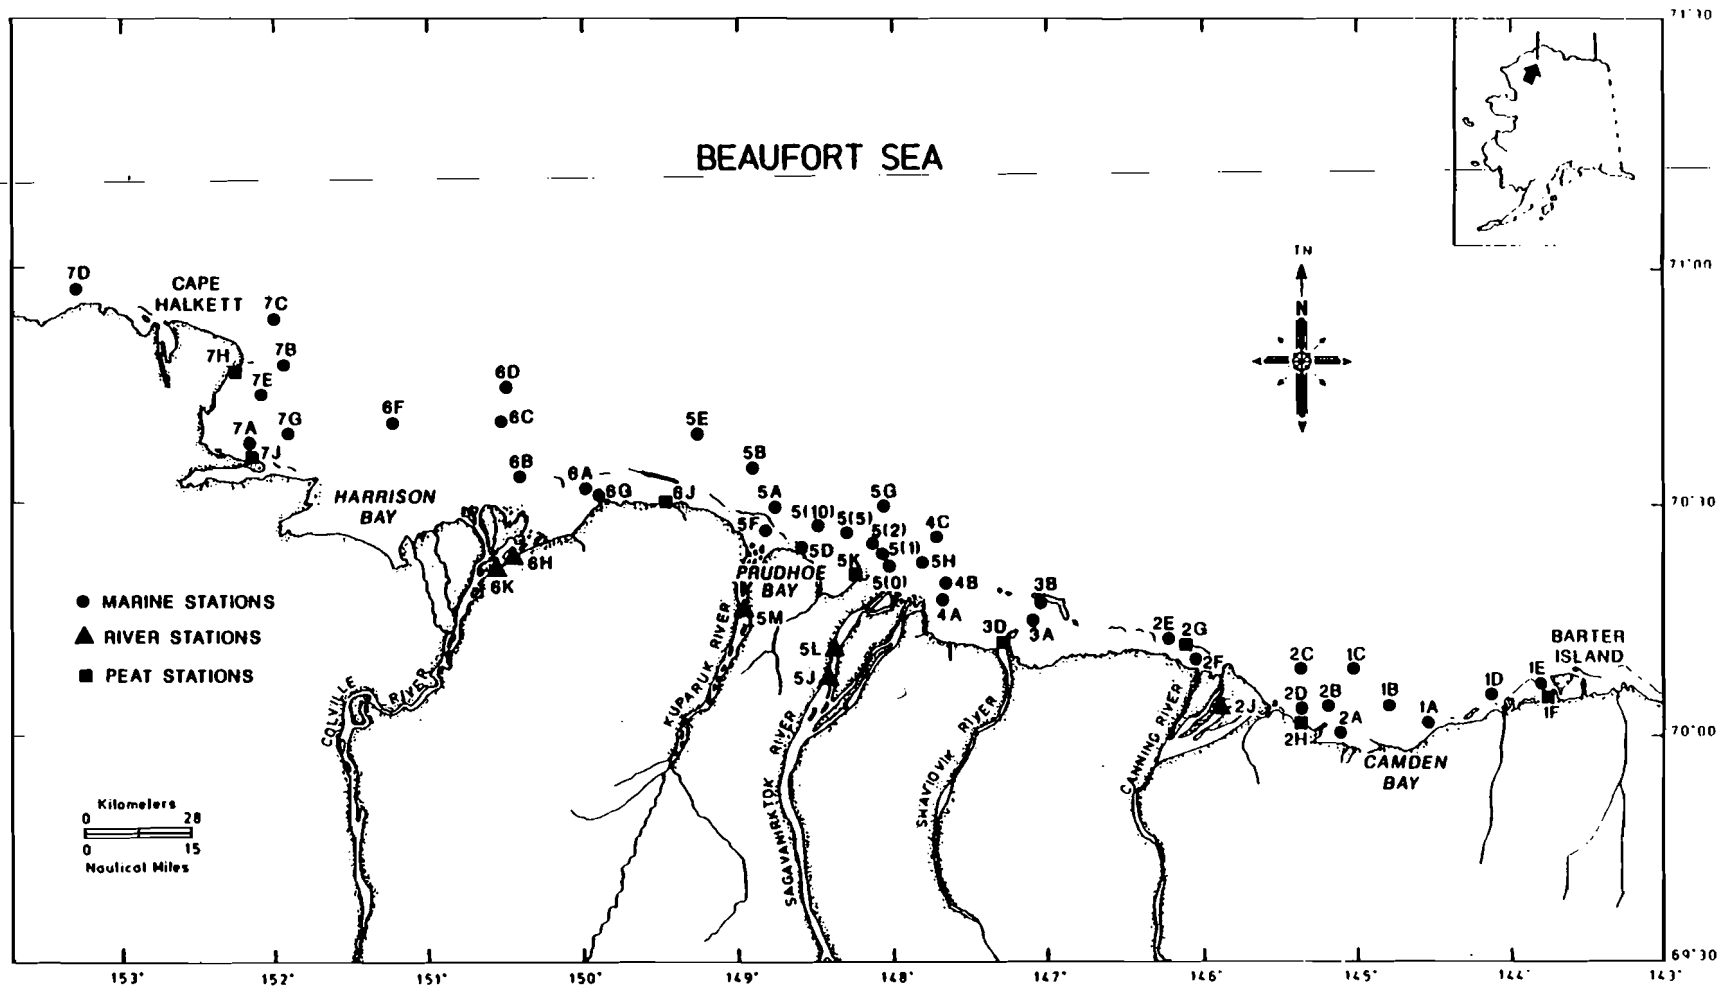 71°30
BEAUFORT SEA
TN
N
71°00
7D
CAPE
HALKETT
7C
7H
7B
7E
6D
6F
6C
7A
7G
5E
7J
5B
6B
6A
6G
6J
HARRISON
BAY
5A
5G
70°30
5F
5(10)
5(5)
4C
5(2)
5D
5(1)
5K
5H
6H
PRUDHOE
BAY
6K
5(0)
4B
3B
MARINE STATIONS
4A
5M
3A
2E
RIVER STATIONS
3D
2G
BARTER
ISLAND
5L
2F
2C
1C
PEAT STATIONS
5J
1D
1E
2D
2B
1B
1F
2J
1A
2A
2H
70°00
COLVILLE
RIVER
KUPARUK RIVER
SAGAVANIRKTOK
RIVER
SHAVIOVIK
RIVER
CANNING RIVER
CAMDEN
BAY
Kilometers
0 28
0 15
Nautical Miles
69°30
153° 152° 151° 150° 149° 148° 147° 146° 145° 144° 143°